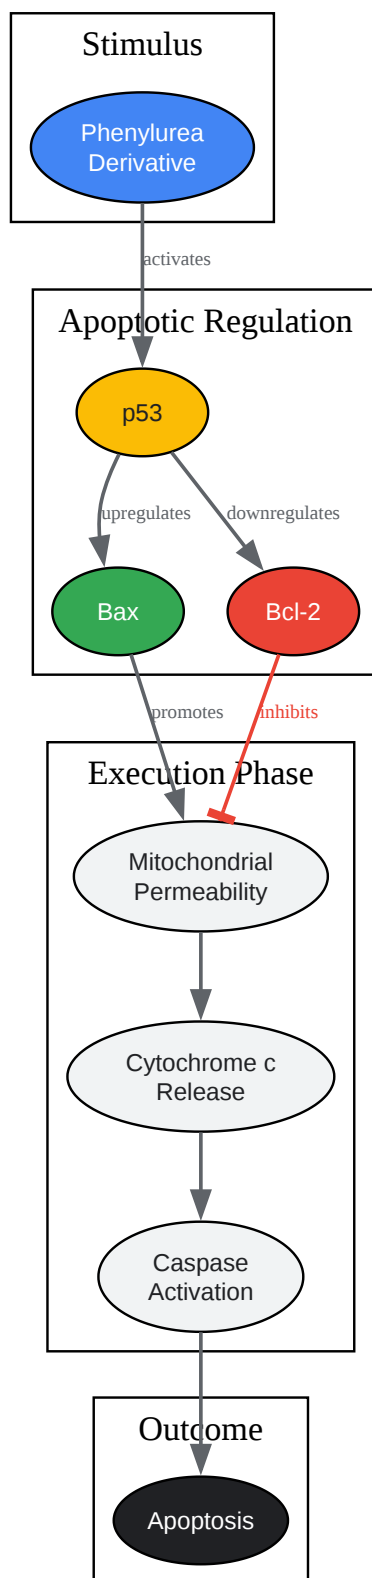 Stimulus
Phenylurea
Derivative
activates
Apoptotic Regulation
p53
upregulates
downregulates
Bax
Bcl-2
promotes
inhibits
Execution Phase
Mitochondrial
Permeability
Cytochrome c
Release
Caspase
Activation
Outcome
Apoptosis